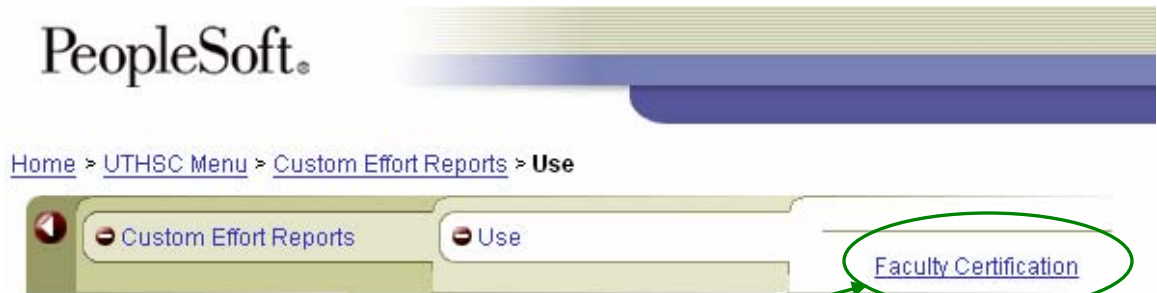 PeopleSoft®
Home > UTHSC Menu > Custom Effort Reports > Use
Custom Effort Reports Use
Faculty Certification